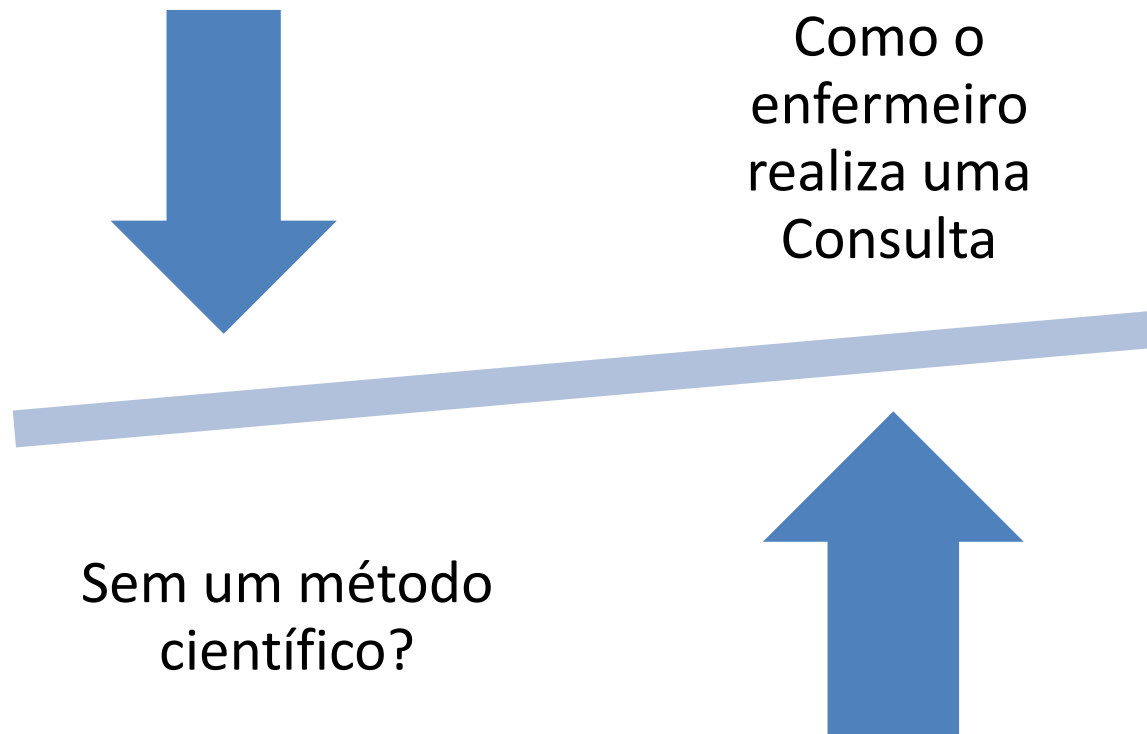 Como o
enfermeiro
realiza uma
Consulta
Sem um método
científico?